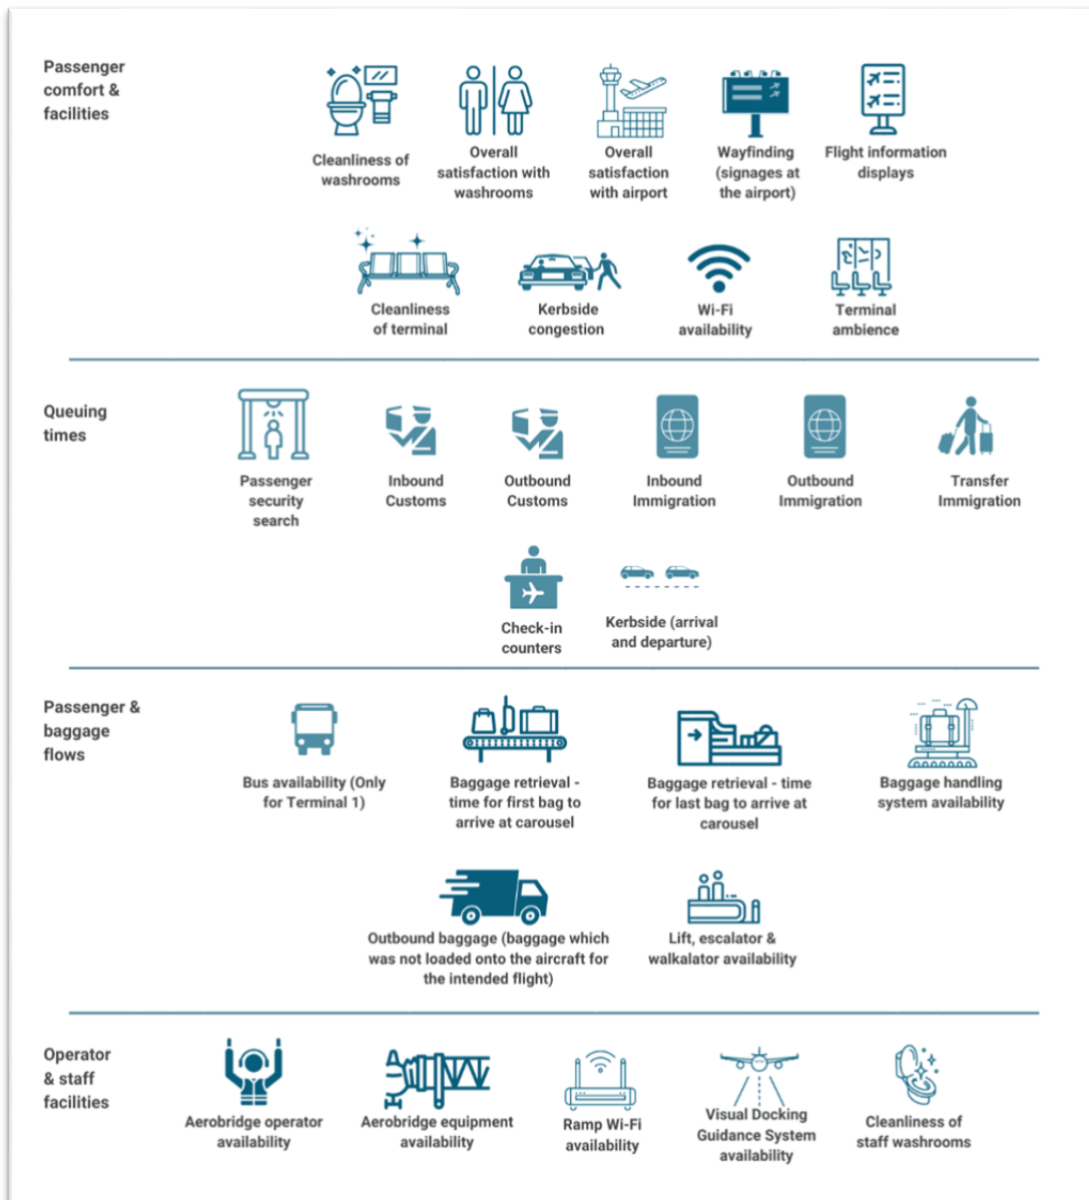 Passenger
comfort &
facilities
Cleanliness of
washrooms
Overall
satisfaction with
washrooms
Overall
satisfaction
with airport
Wayfinding
(signages at
the airport)
Flight information
displays
Cleanliness
of terminal
Kerbside
congestion
Wi-Fi
availability
Terminal
ambience
Queuing
times
Passenger
security
search
Inbound
Customs
Outbound
Customs
Inbound
Immigration
Outbound
Immigration
Transfer
Immigration
Check-in
counters
Kerbside (arrival
and departure)
Passenger &
baggage
flows
Bus availability (Only
for Terminal 1)
Baggage retrieval -
time for first bag to
arrive at carousel
Baggage retrieval - time
for last bag to arrive at
carousel
Baggage handling
system availability
Outbound baggage (baggage which
was not loaded onto the aircraft for
the intended flight)
Lift, escalator &
walkalator availability
Operator
& staff
facilities
Aerobridge operator
availability
Aerobridge equipment
availability
Ramp Wi-Fi
availability
Visual Docking
Guidance System
availability
Cleanliness of
staff washrooms